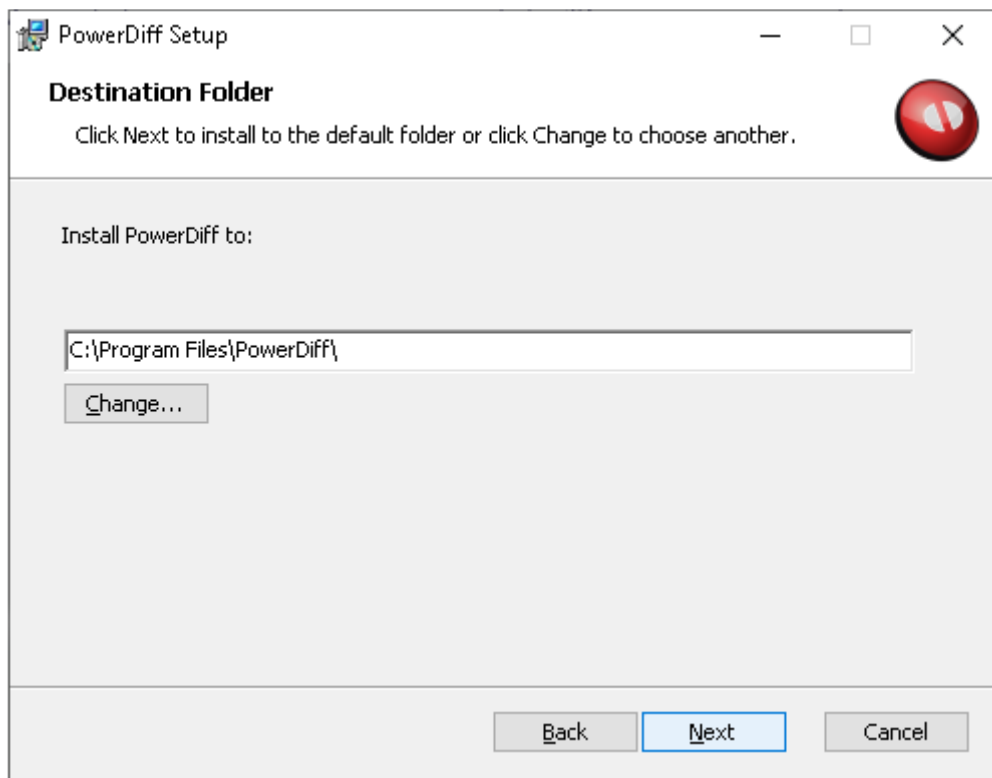 PowerDiff Setup
Destination Folder
Click Next to install to the default folder or click Change to choose another.
Install PowerDiff to:
C:\Program Files\PowerDiff\
Change...
Back Next Cancel